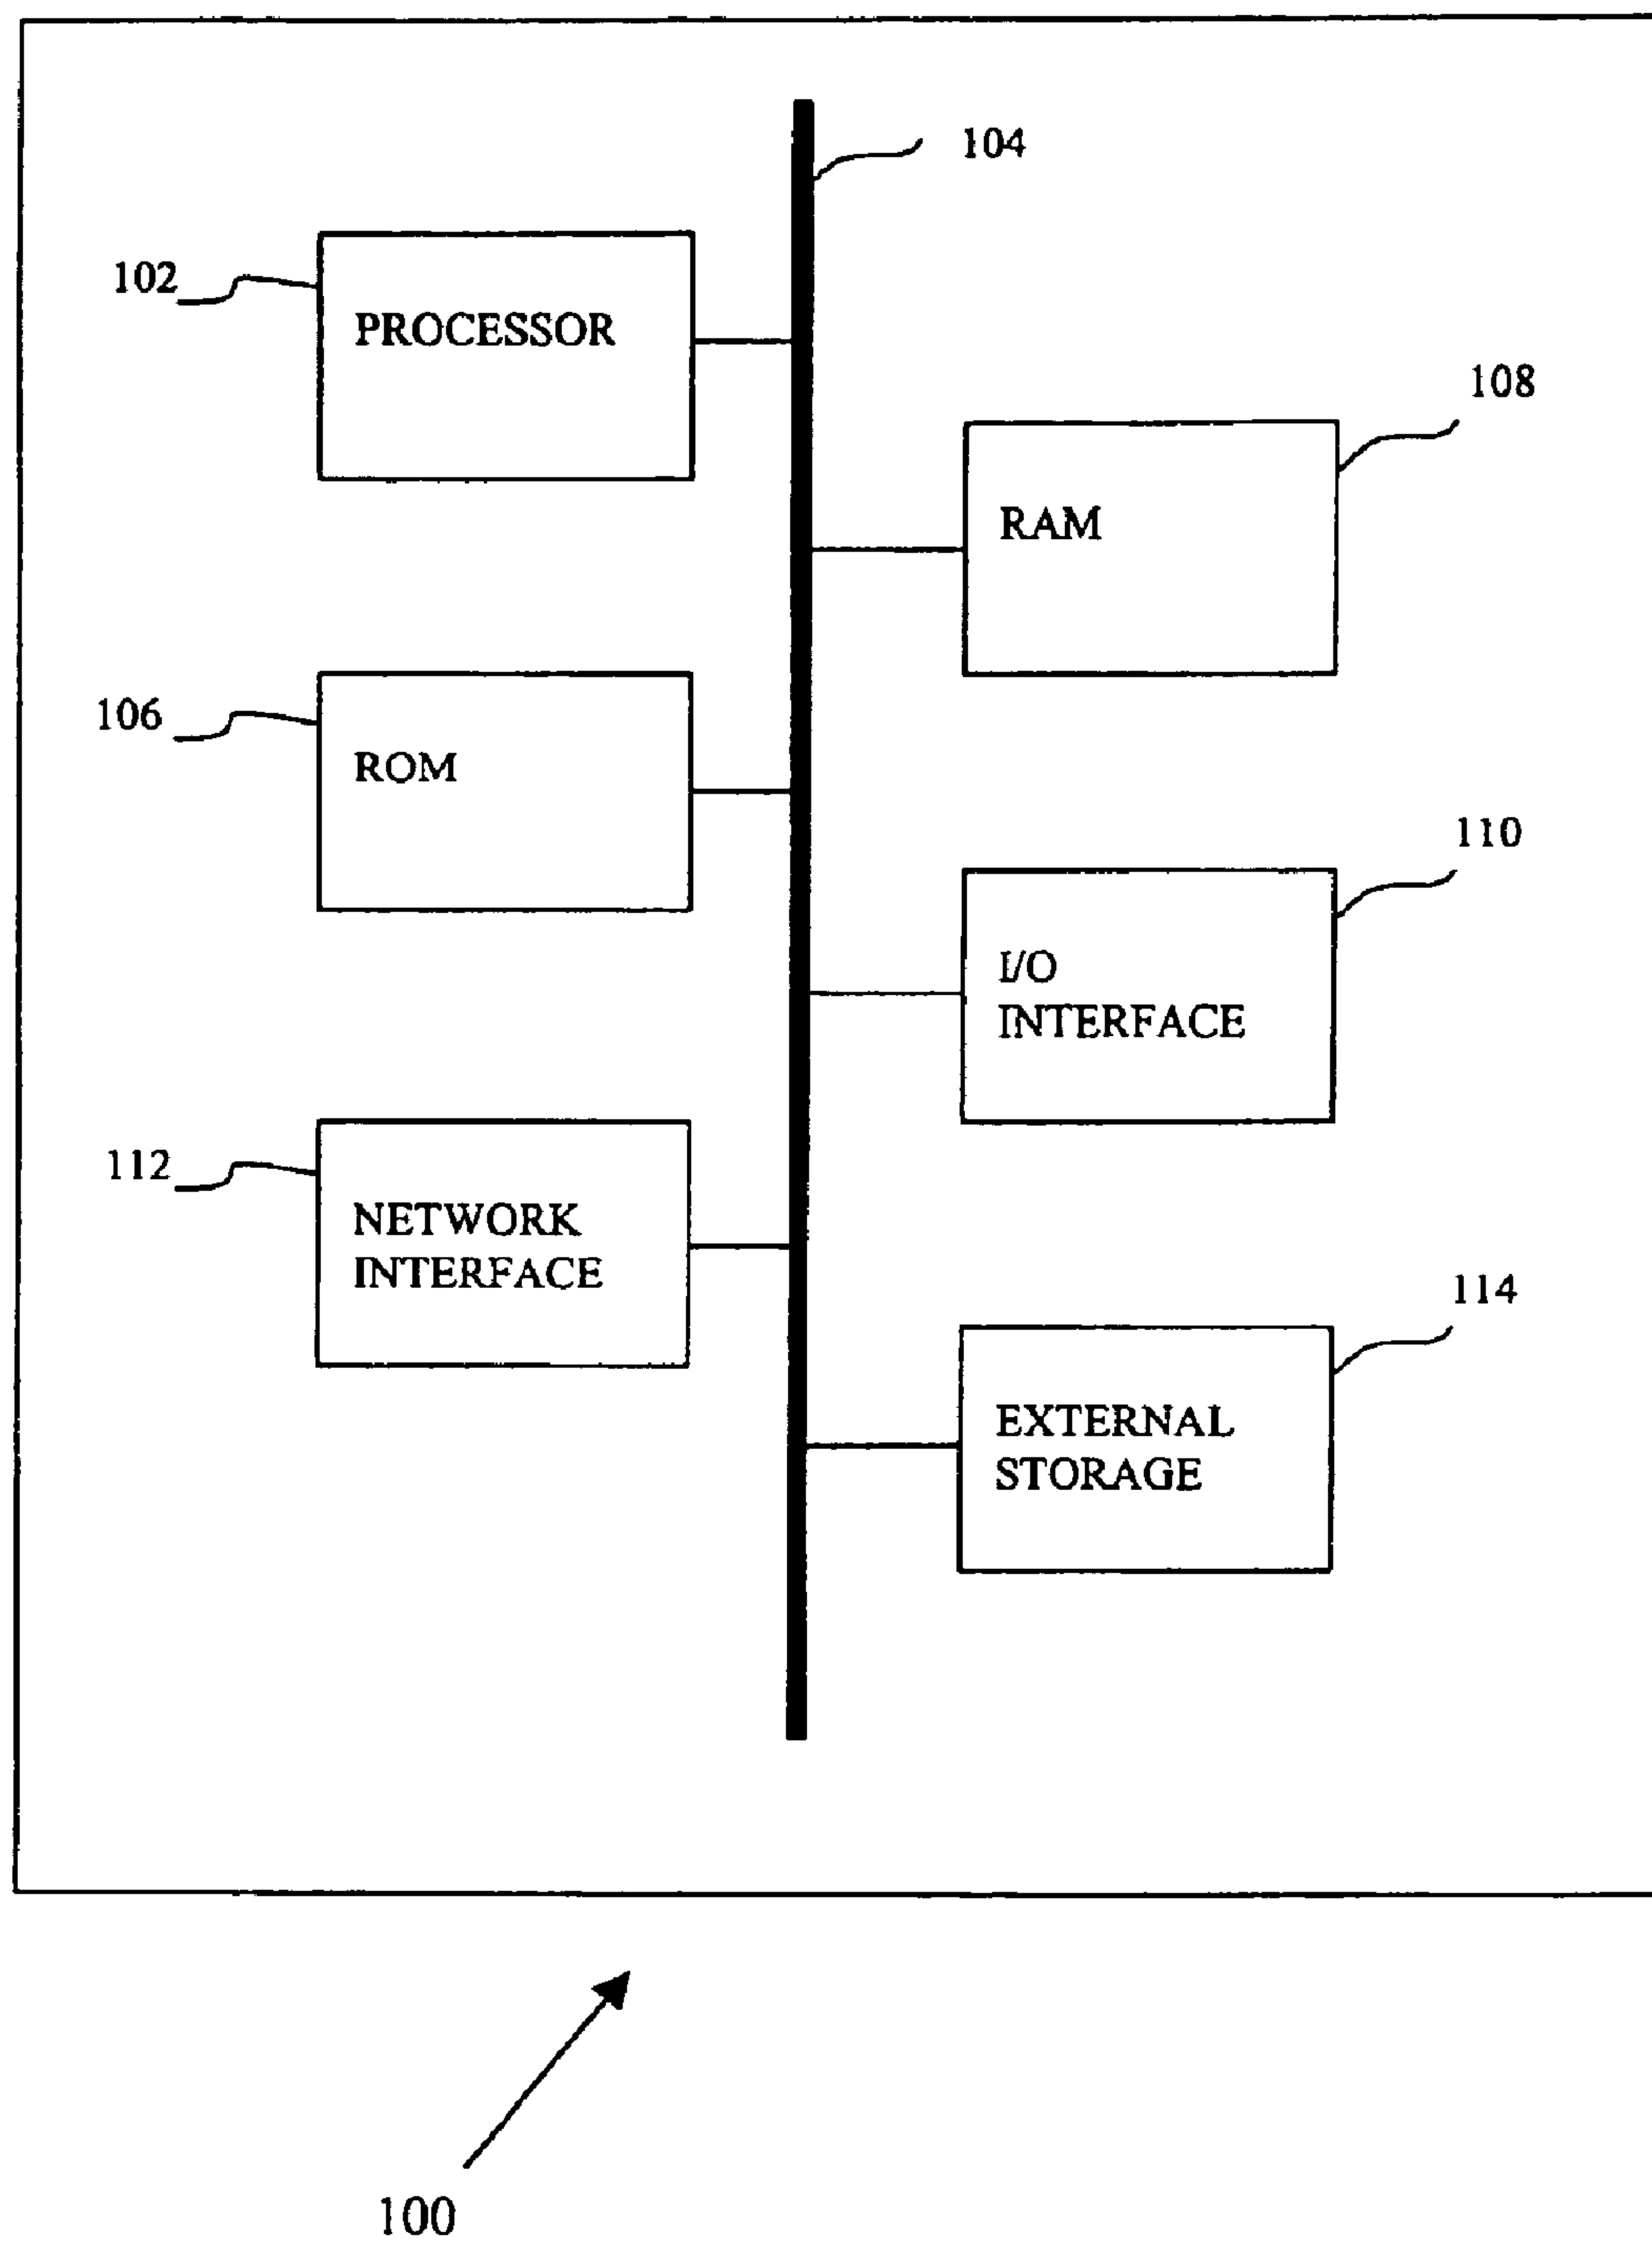 104
102
PROCESSOR
108
RAM
106
ROM
110
I/O
INTERFACE
112
NETWORK
INTERFACE
114
EXTERNAL
STORAGE
100